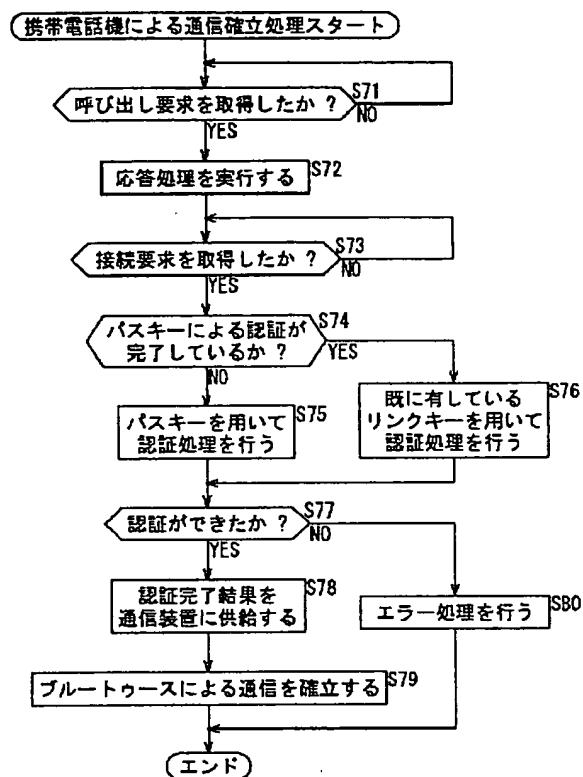 携帯電話機による通信確立処理スタート
S71
呼び出し要求を取得したか ?
NO
YES
応答処理を実行する
S72
S73
接続要求を取得したか ?
NO
YES
S74
パスキーによる認証が
完了しているか ?
YES
NO
S75
パスキーを用いて
認証処理を行う
S76
既に有している
リンクキーを用いて
認証処理を行う
S77
認証ができたか ?
NO
YES
S78
認証完了結果を
通信装置に供給する
S80
エラー処理を行う
ブルートゥースによる通信を確立する
S79
エンド